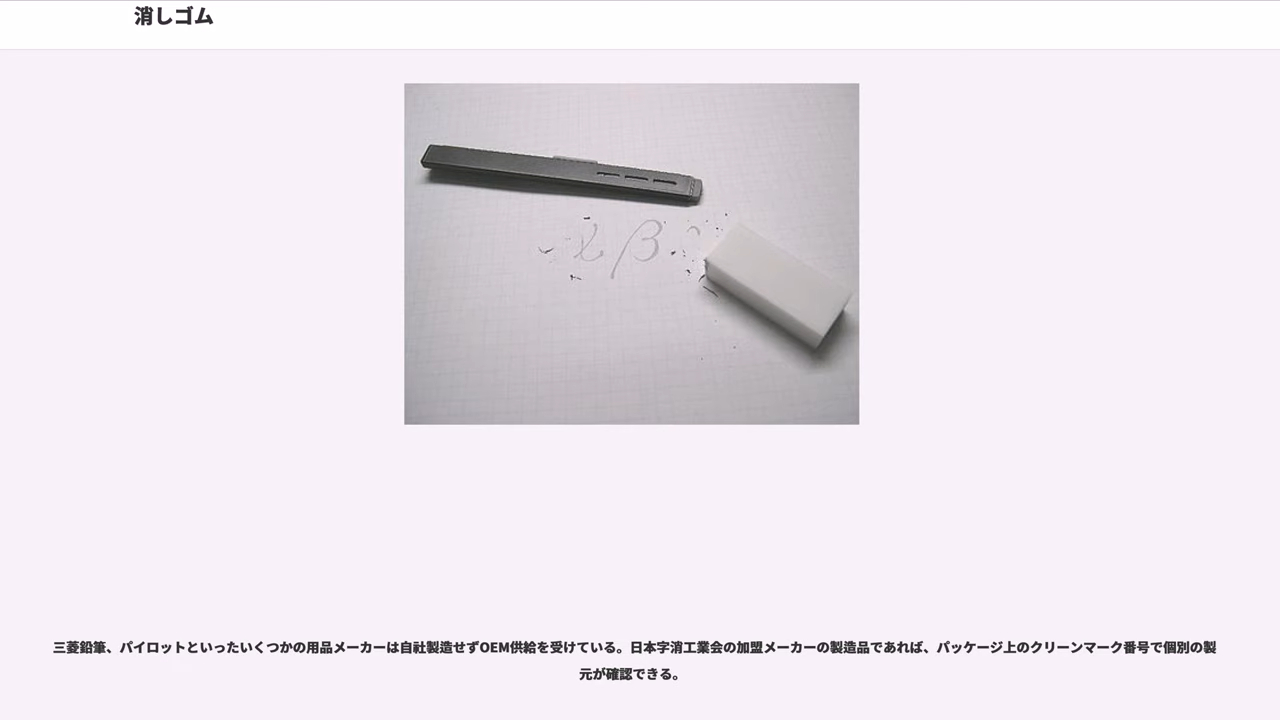 消しゴム
α β
三菱鉛筆、パイロットといったいくつかの用品メーカーは自社製造せずOEM供給を受けている。日本字消工業会の加盟メーカーの製造品であれば、パッケージ上のクリーンマーク番号で個別の製
元が確認できる。